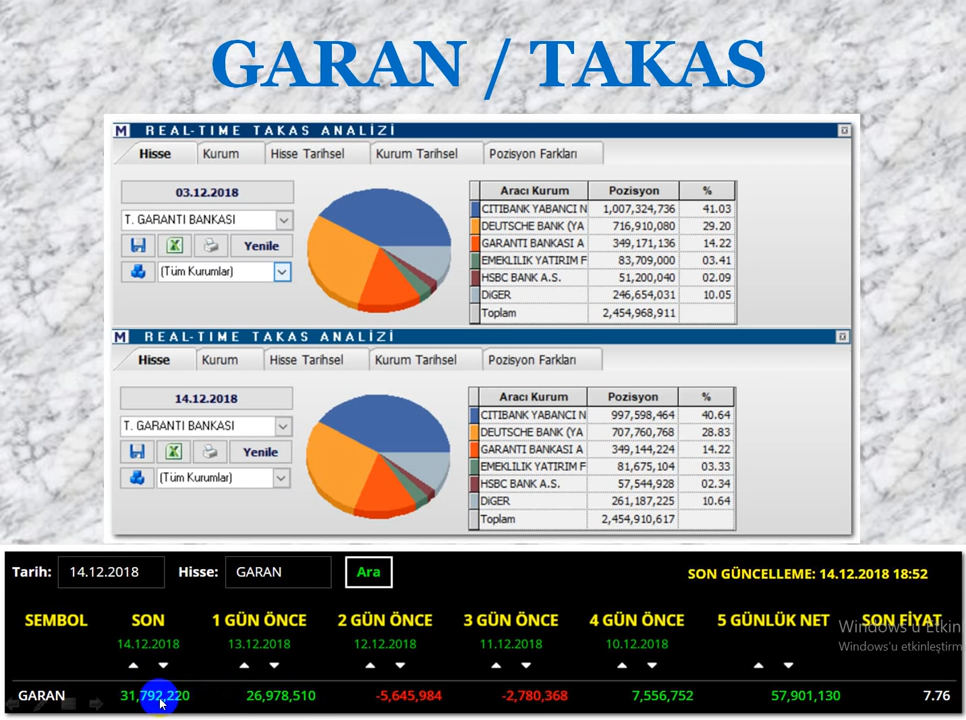 GARAN / TAKAS
M REAL-TIME TAKAS ANALİZİ
Hisse Kurum Hisse Tarihsel Kurum Tarihsel Pozisyon Farkları
03.12.2018
T. GARANTI BANKASI
Yenile
(Tüm Kurumlar)
Aracı Kurum Pozisyon %
CITIBANK YABANCI N 1,007,324,736 41.03
DEUTSCHE BANK (YA 716,910,080 29.20
GARANTI BANKASI A 349,171,136 14.22
EMEKLILIK YATIRIM F 83,709,000 03.41
HSBC BANK A.S. 51,200,040 02.09
DiGER 246,654,031 10.05
Toplam 2,454,968,911
M REAL-TIME TAKAS ANALİZİ
Hisse Kurum Hisse Tarihsel Kurum Tarihsel Pozisyon Farkları
14.12.2018
T. GARANTI BANKASI
Yenile
(Tüm Kurumlar)
Aracı Kurum Pozisyon %
CITIBANK YABANCI N 997,598,464 40.64
DEUTSCHE BANK (YA 707,760,768 28.83
GARANTI BANKASI A 349,144,224 14.22
EMEKLILIK YATIRIM F 81,675,104 03.33
HSBC BANK A.S. 57,544,928 02.34
DiGER 261,187,225 10.64
Toplam 2,454,910,617
Tarih: 14.12.2018 Hisse: GARAN Ara
SON GÜNCELLEME: 14.12.2018 18:52
SEMBOL SON 1 GÜN ÖNCE 2 GÜN ÖNCE 3 GÜN ÖNCE 4 GÜN ÖNCE 5 GÜNLÜK NET SON FİYAT
Windows'u Etkin
14.12.2018 13.12.2018 12.12.2018 11.12.2018 10.12.2018
Windows'u etkinleştirm
GARAN 31,792,220 26,978,510 -5,645,984 -2,780,368 7,556,752 57,901,130 7.76